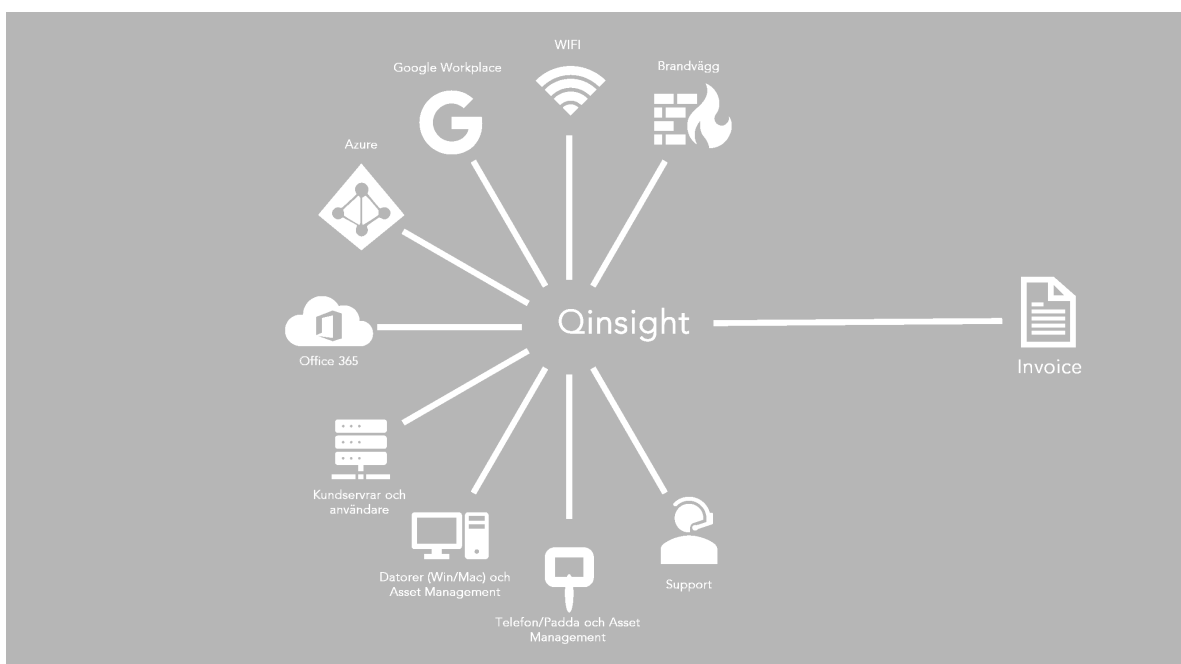 WIFI
Google Workplace
Brandvägg
Azure
Qinsight
Office 365
Invoice
Kundservrar och
användare
Datorer (Win/Mac) och
Asset Management
Support
Telefon/Padda och Asset
Management